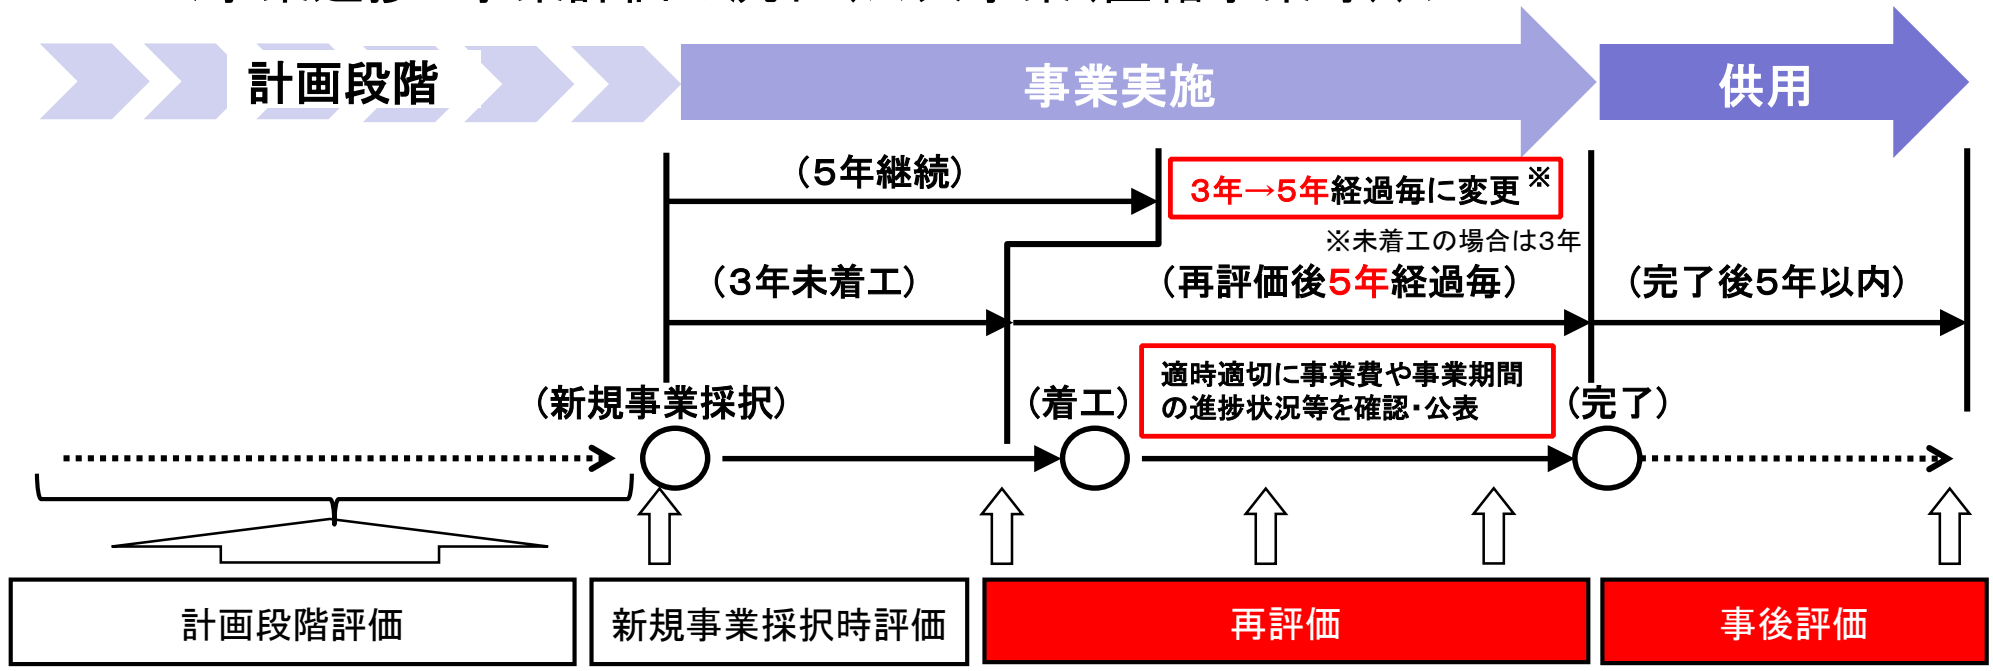 計画段階
事業実施
供用
（５年継続）
３年→５年経過毎に変更※
※未着工の場合は３年
（３年未着工）
（再評価後５年経過毎）
（完了後５年以内）
（新規事業採択）
（着工）
適時適切に事業費や事業期間
の進捗状況等を確認・公表
（完了）
計画段階評価
新規事業採択時評価
再評価
事後評価